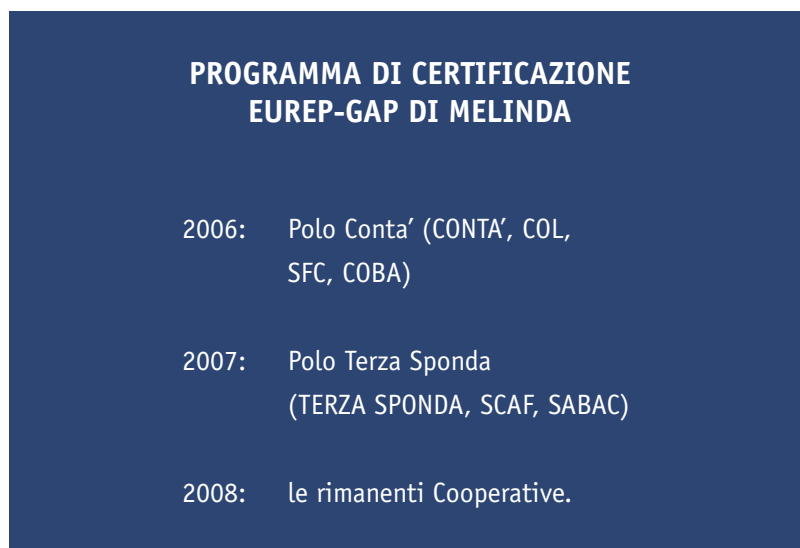 PROGRAMMA DI CERTIFICAZIONE
EUREP-GAP DI MELINDA
2006: Polo Conta’ (CONTA’, COL,
SFC, COBA)
2007: Polo Terza Sponda
(TERZA SPONDA, SCAF, SABAC)
2008: le rimanenti Cooperative.